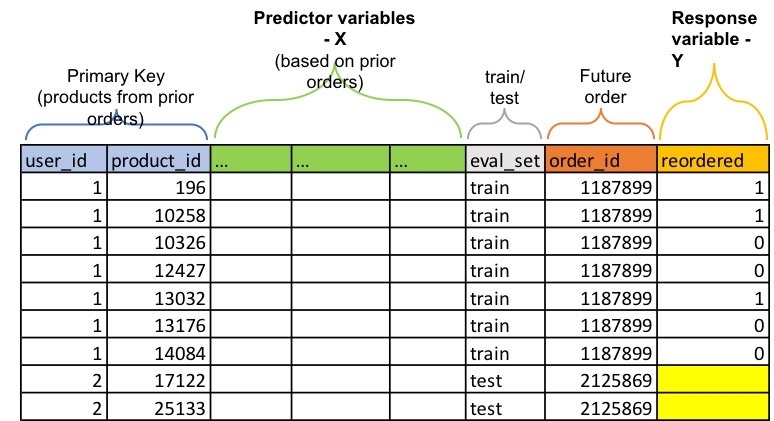 Predictor variables
- X
(based on prior
orders)
Response
variable -
Y
Primary Key
(products from prior
orders)
train/
test
Future
order
user_id product_id ... ... ... eval_set order_id reordered
1 196 train 1187899 1
1 10258 train 1187899 1
1 10326 train 1187899 0
1 12427 train 1187899 0
1 13032 train 1187899 1
1 13176 train 1187899 0
1 14084 train 1187899 0
2 17122 test 2125869
2 25133 test 2125869